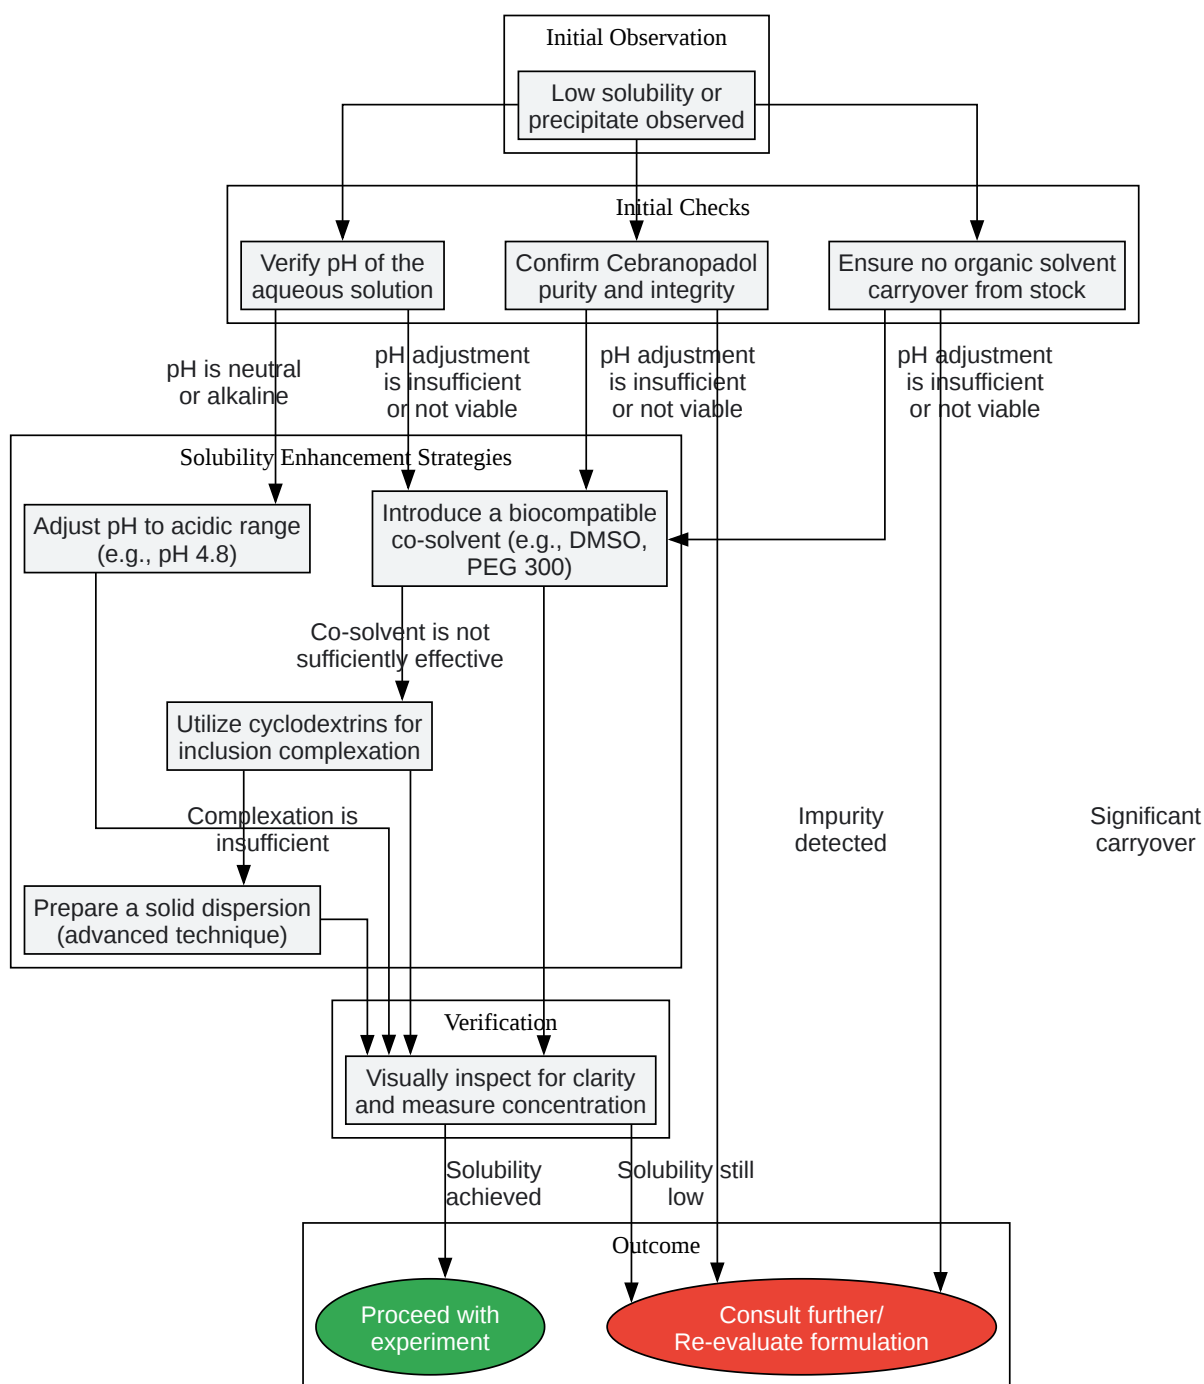 Initial Observation
Low solubility or
precipitate observed
Initial Checks
Verify pH of the
aqueous solution
Confirm Cebranopadol
purity and integrity
Ensure no organic solvent
carryover from stock
pH is neutral
or alkaline
pH adjustment
is insufficient
or not viable
pH adjustment
is insufficient
or not viable
pH adjustment
is insufficient
or not viable
Solubility Enhancement Strategies
Adjust pH to acidic range
(e.g., pH 4.8)
Introduce a biocompatible
co-solvent (e.g., DMSO,
PEG 300)
Co-solvent is not
sufficiently effective
Utilize cyclodextrins for
inclusion complexation
Complexation is
insufficient
Impurity
detected
Significant
carryover
Prepare a solid dispersion
(advanced technique)
Verification
Visually inspect for clarity
and measure concentration
Solubility
achieved
Solubility still
low
Outcome
Proceed with
experiment
Consult further/
Re-evaluate formulation